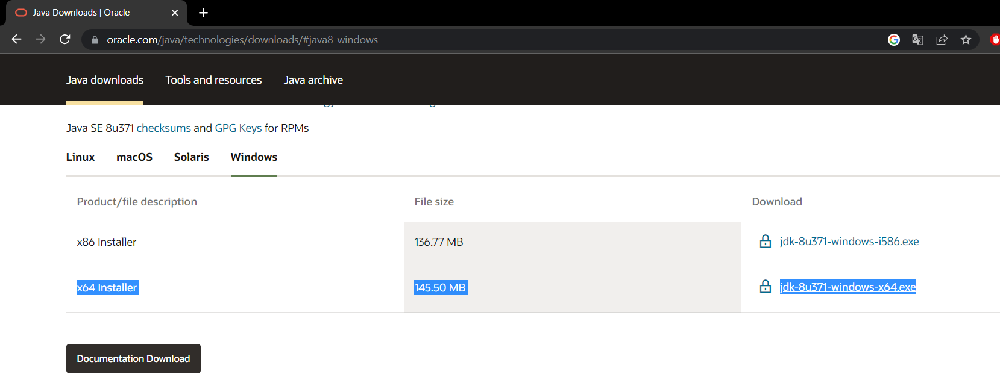 Java Downloads | Oracle
oracle.com/java/technologies/downloads/#java8-windows
Java downloads Tools and resources Java archive
Java SE 8u371 checksums and GPG Keys for RPMs
Linux macOS Solaris Windows
Product/file description File size Download
x86 Installer 136.77 MB jdk-8u371-windows-i586.exe
x64 Installer 145.50 MB jdk-8u371-windows-x64.exe
Documentation Download